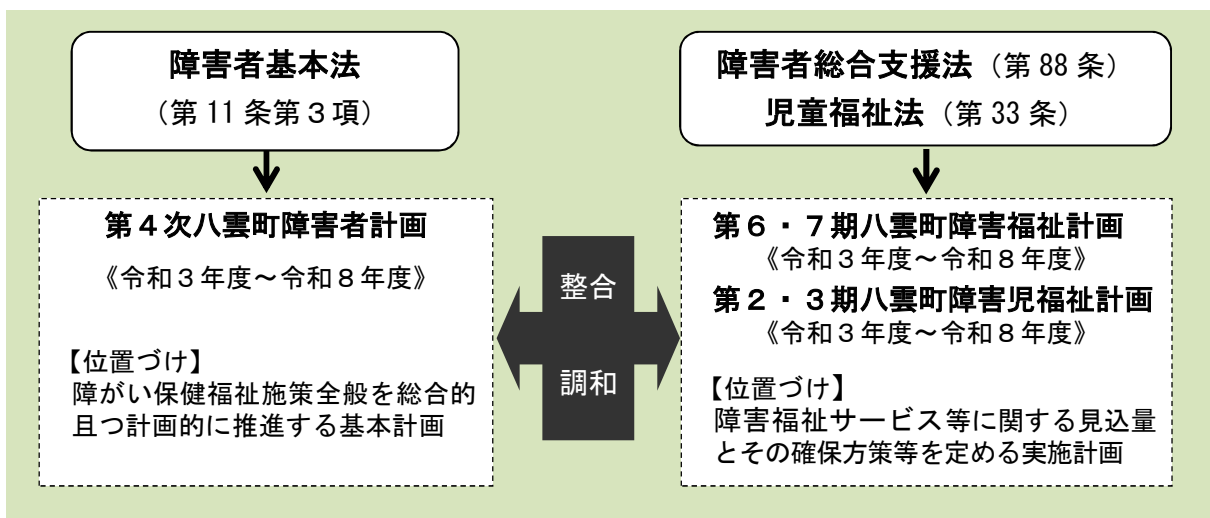 障害者基本法
（第11条第３項）
第４次八雲町障害者計画
《令和３年度～令和８年度》
【位置づけ】
障がい保健福祉施策全般を総合的
且つ計画的に推進する基本計画
整合
調和
障害者総合支援法（第88条）
児童福祉法（第33条）
第６・７期八雲町障害福祉計画
《令和３年度～令和８年度》
第２・３期八雲町障害児福祉計画
《令和３年度～令和８年度》
【位置づけ】
障害福祉サービス等に関する見込量
とその確保方策等を定める実施計画